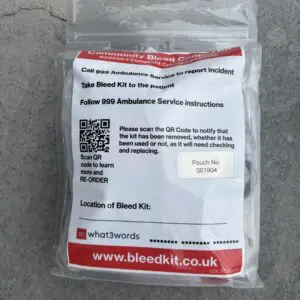 Community Bleed Control
Call 999 Ambulance Service to report incident
Take Bleed Kit to the patient
Follow 999 Ambulance Service instructions
Please scan the QR Code to notify that
the kit has been removed, whether it has
been used or not, as it will need checking
and replacing.
Scan QR
code to learn
more and
RE-ORDER
Pouch No.
001904
Location of Bleed Kit:
what3words
www.bleedkit.co.uk